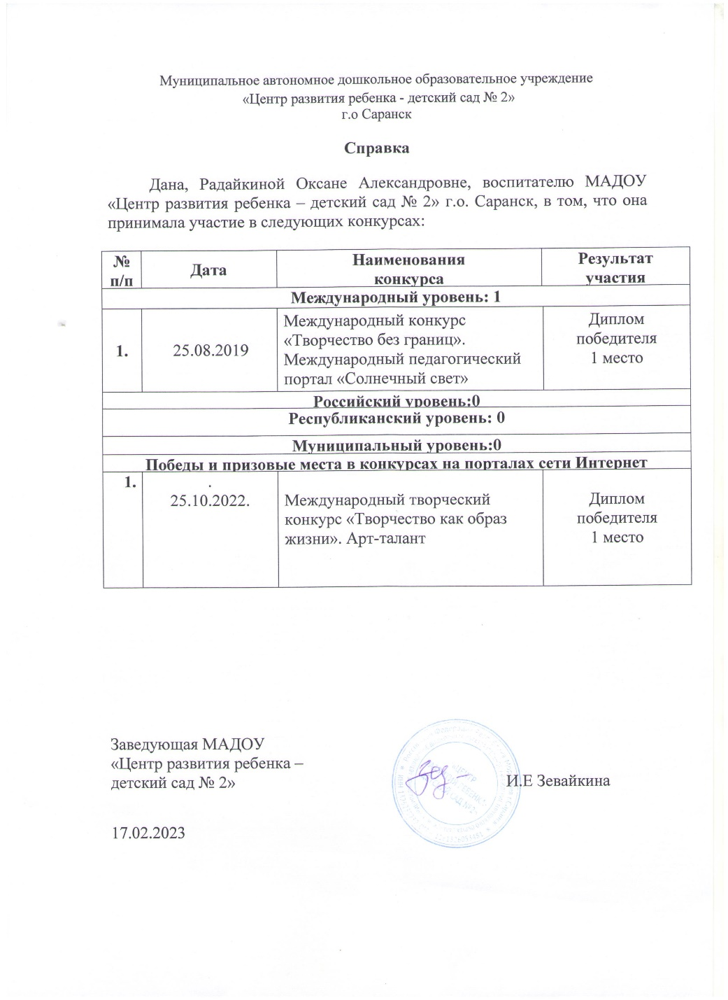 Муниципальное автономное дошкольное образовательное учреждение
«Центр развития ребенка - детский сад № 2»
г.о Саранск
Справка
Дана, Радайкиной Оксане Александровне, воспитателю МАДОУ
«Центр развития ребенка – детский сад № 2» г.о. Саранск, в том, что она
принимала участие в следующих конкурсах:
№ п/п
Дата
Наименования
конкурса
Результат
участия
Международный уровень: 1
1.
25.08.2019
Международный конкурс
«Творчество без границ».
Международный педагогический
портал «Солнечный свет»
Диплом
победителя
1 место
Российский уровень:0
Республиканский уровень: 0
Муниципальный уровень:0
Победы и призовые места в конкурсах на порталах сети Интернет
1.
.
25.10.2022.
Международный творческий
конкурс «Творчество как образ
жизни». Арт-талант
Диплом
победителя
1 место
Заведующая МАДОУ
«Центр развития ребенка –
детский сад № 2»
И.Е Зевайкина
17.02.2023